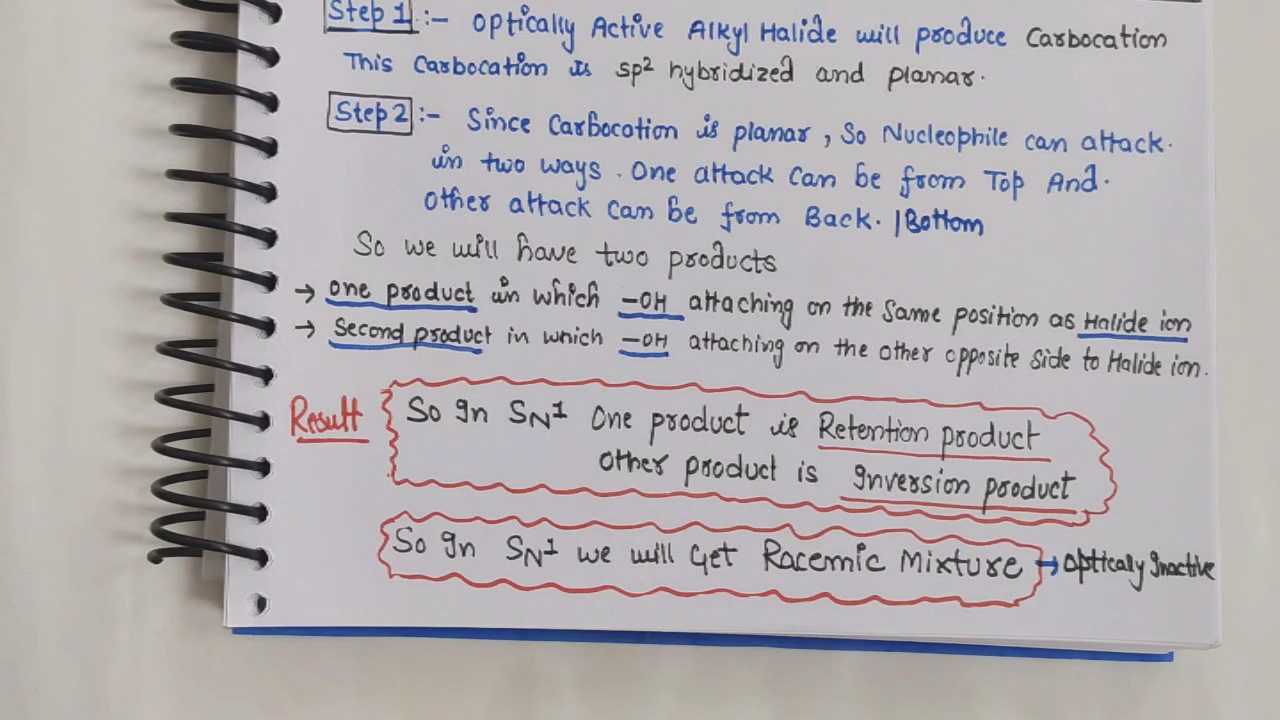 Step 1 :- Optically Active Alkyl Halide will produce Carbocation
This Carbocation is sp2 hybridized and planar.
Step 2 :- Since Carbocation is planar, So Nucleophile can attack.
in two ways. One attack can be from Top And.
Other attack can be from Back. / Bottom
So we will have two products
→ One product in which -OH attaching on the Same position as Halide ion
→ Second product in which -OH attaching on the other opposite side to Halide ion.
Result So In SN1 One product is Retention product
Other product is Inversion product
So In SN1 we will Get Racemic Mixture → Optically Inactive